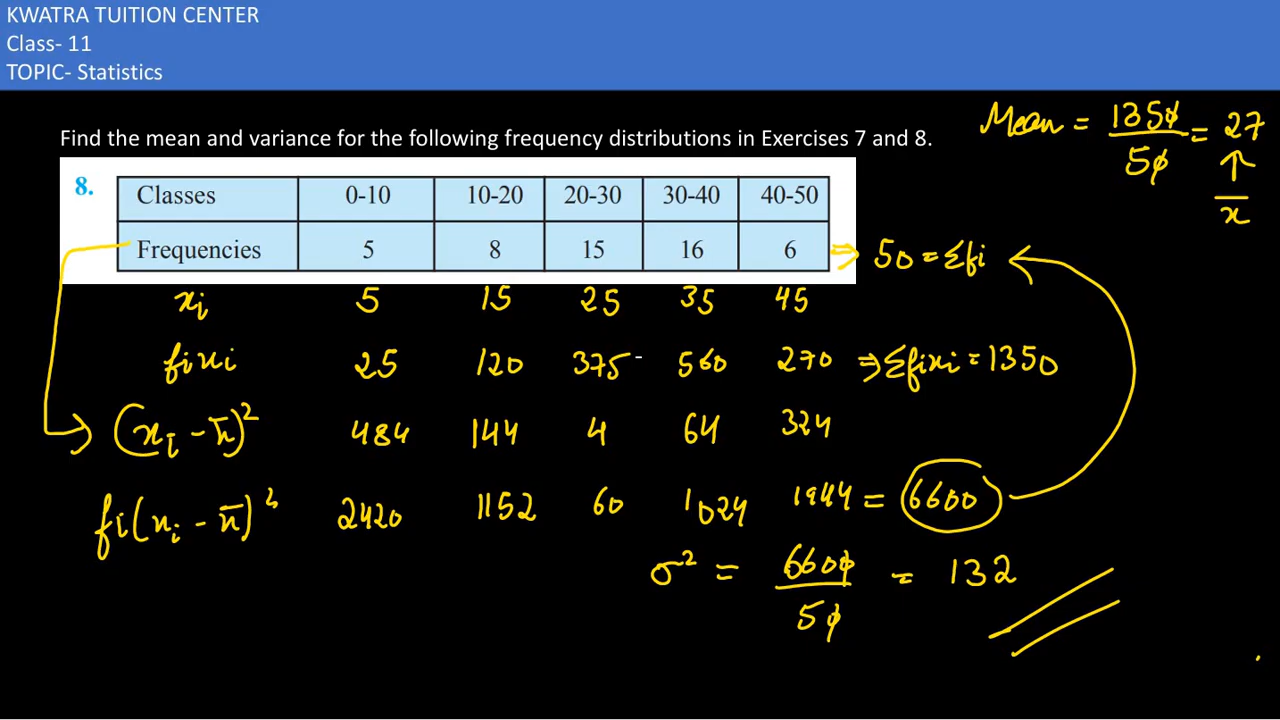 KWATRA TUITION CENTER
Class- 11
TOPIC- Statistics
Mean = 1350/50 = 27
↑
x̅
Find the mean and variance for the following frequency distributions in Exercises 7 and 8.
8. Classes 0-10 10-20 20-30 30-40 40-50
Frequencies 5 8 15 16 6 ⇒ 50 = Σfi
xi 5 15 25 35 45
fixi 25 120 375 560 270 ⇒ Σfixi = 1350
(xi - x̅)² 484 144 4 64 324
fi(xi - x̅)² 2420 1152 60 1024 1944 = 6600
σ² = 6600/50 = 132